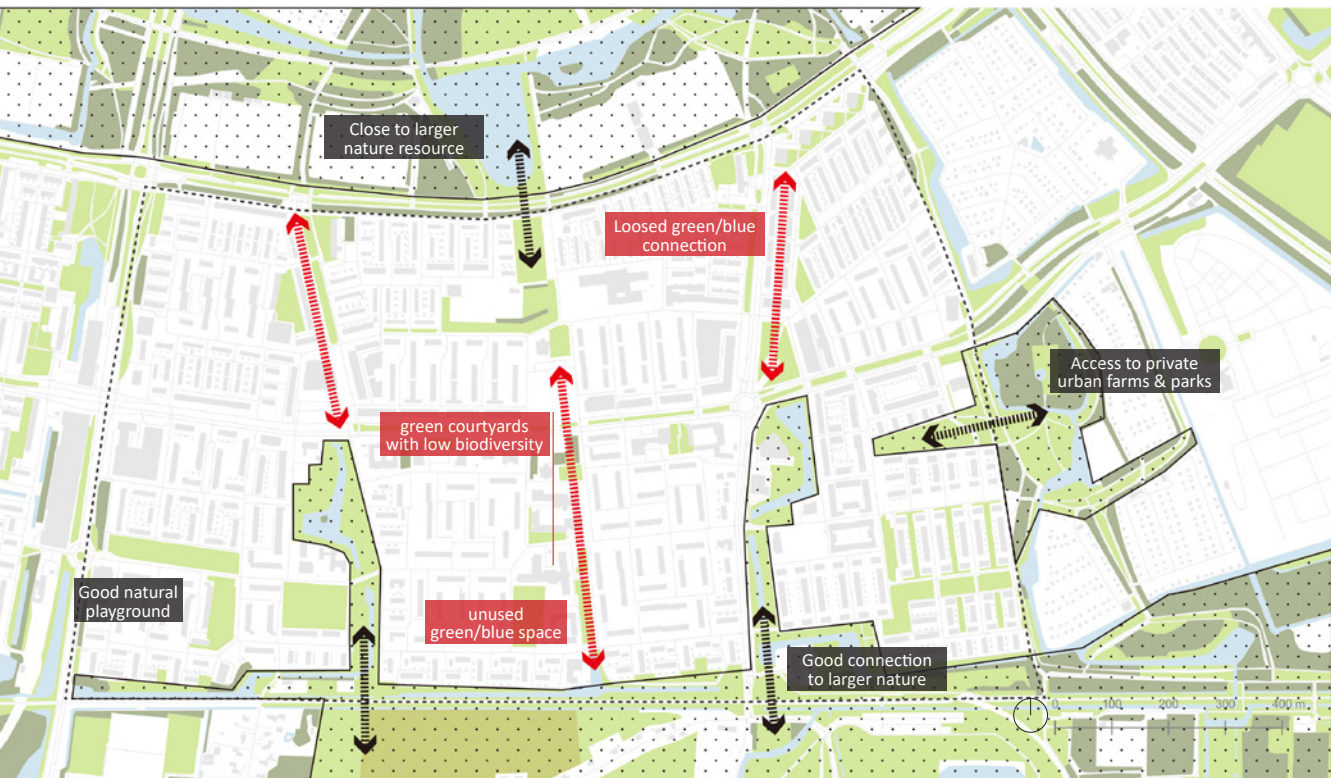 Close to larger
nature resource
Loosed green/blue
connection
Access to private
urban farms & parks
green courtyards
with low biodiversity
Good natural
playground
unused
green/blue space
Good connection
to larger nature
0 100 200 300 400 m